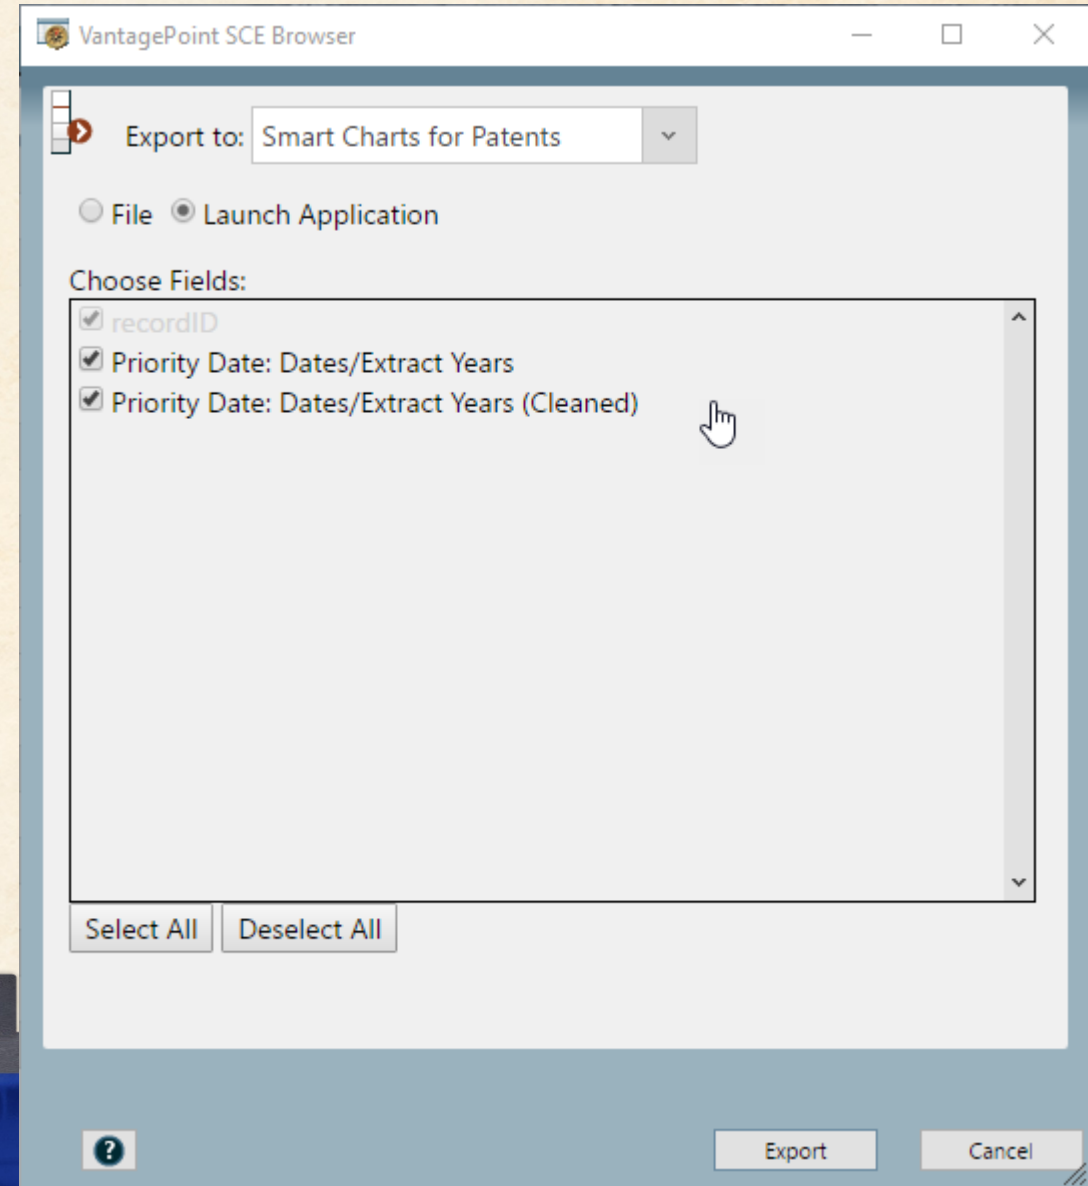 VantagePoint SCE Browser
Export to: Smart Charts for Patents
File Launch Application
Choose Fields:
recordID
Priority Date: Dates/Extract Years
Priority Date: Dates/Extract Years (Cleaned)
Select All Deselect All
? Export Cancel